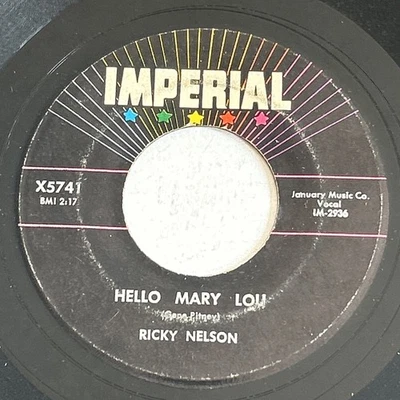 IMPERIAL
X5741
BMI 2:17
January Music Co.
Vocal
IM-2936
HELLO MARY LOU
(Gene Pitney)
RICKY NELSON